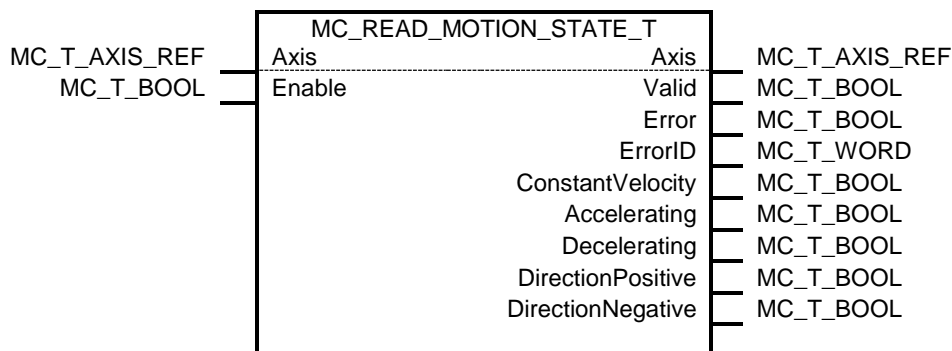 MC_READ_MOTION_STATE_T
MC_T_AXIS_REF Axis Axis MC_T_AXIS_REF
MC_T_BOOL Enable Valid MC_T_BOOL
Error MC_T_BOOL
ErrorID MC_T_WORD
ConstantVelocity MC_T_BOOL
Accelerating MC_T_BOOL
Decelerating MC_T_BOOL
DirectionPositive MC_T_BOOL
DirectionNegative MC_T_BOOL